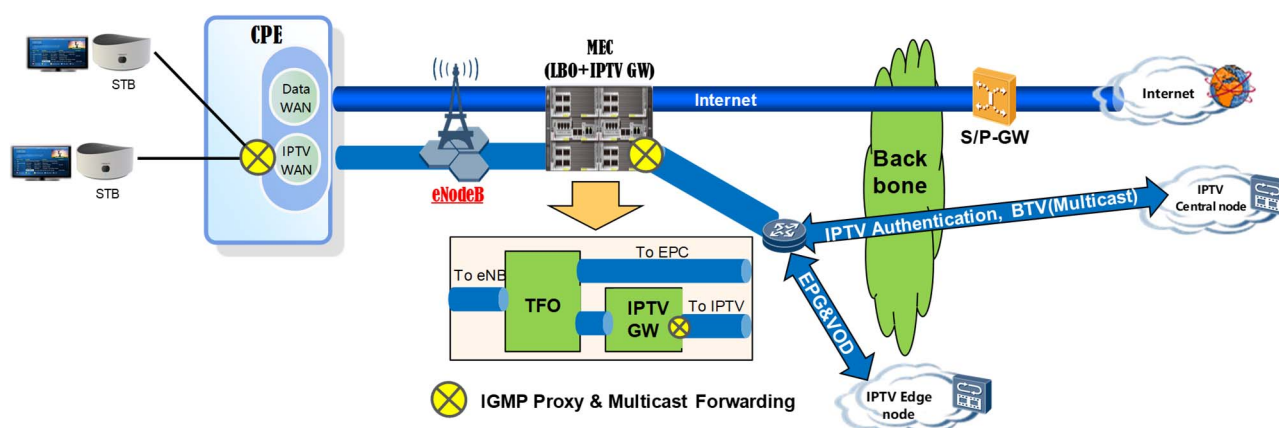 CPE
STB
STB
Data
WAN
IPTV
WAN
eNodeB
MEC
(LBO+IPTV GW)
Internet
S/P-GW
Internet
Back
bone
IPTV Authentication, BTV(Multicast)
IPTV
Central node
EPG&VOD
IPTV Edge
node
To eNB
TFO
To EPC
IPTV
GW
To IPTV
IGMP Proxy & Multicast Forwarding